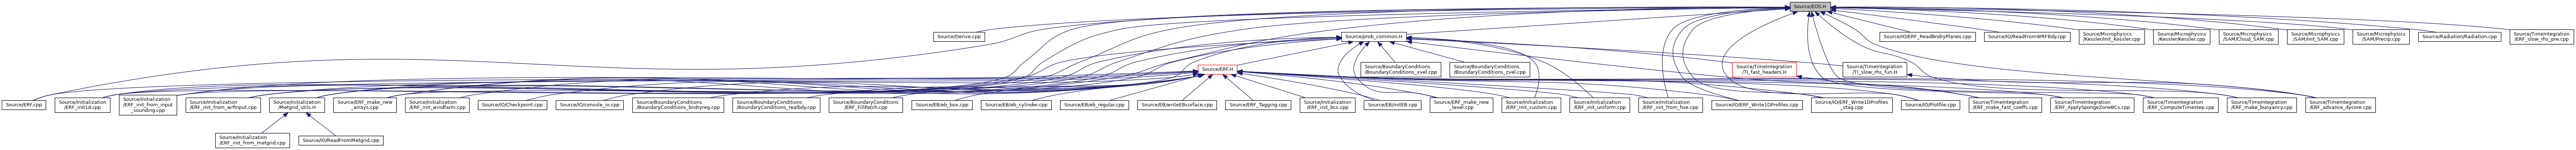 Source/EOS.H
Source/Derive.cpp
Source/prob_common.H
Source/IO/ERF_ReadBndryPlanes.cpp
Source/IO/ReadFromWRFBdy.cpp
Source/Microphysics
/Kessler/Init_Kessler.cpp
Source/Microphysics
/Kessler/Kessler.cpp
Source/Microphysics
/SAM/Cloud_SAM.cpp
Source/Microphysics
/SAM/Init_SAM.cpp
Source/Microphysics
/SAM/Precip.cpp
Source/Radiation/Radiation.cpp
Source/TimeIntegration
/ERF_slow_rhs_pre.cpp
Source/ERF.H
Source/BoundaryConditions
/BoundaryConditions_xvel.cpp
Source/BoundaryConditions
/BoundaryConditions_zvel.cpp
Source/TimeIntegration
/TI_fast_headers.H
Source/TimeIntegration
/TI_slow_rhs_fun.H
Source/ERF.cpp
Source/Initialization
/ERF_init1d.cpp
Source/Initialization
/ERF_init_from_input
_sounding.cpp
Source/Initialization
/ERF_init_from_wrfinput.cpp
Source/Initialization
/Metgrid_utils.H
Source/ERF_make_new
_arrays.cpp
Source/Initialization
/ERF_init_windfarm.cpp
Source/IO/Checkpoint.cpp
Source/IO/console_io.cpp
Source/BoundaryConditions
/BoundaryConditions_bndryreg.cpp
Source/BoundaryConditions
/BoundaryConditions_realbdy.cpp
Source/BoundaryConditions
/ERF_FillPatch.cpp
Source/EB/eb_box.cpp
Source/EB/eb_cylinder.cpp
Source/EB/eb_regular.cpp
Source/EB/writeEBsurface.cpp
Source/ERF_Tagging.cpp
Source/Initialization
/ERF_init_bcs.cpp
Source/EB/initEB.cpp
Source/ERF_make_new
_level.cpp
Source/Initialization
/ERF_init_custom.cpp
Source/Initialization
/ERF_init_uniform.cpp
Source/Initialization
/ERF_init_from_hse.cpp
Source/IO/ERF_Write1DProfiles.cpp
Source/IO/ERF_Write1DProfiles
_stag.cpp
Source/IO/Plotfile.cpp
Source/TimeIntegration
/ERF_make_fast_coeffs.cpp
Source/TimeIntegration
/ERF_ApplySpongeZoneBCs.cpp
Source/TimeIntegration
/ERF_ComputeTimestep.cpp
Source/TimeIntegration
/ERF_make_buoyancy.cpp
Source/TimeIntegration
/ERF_advance_dycore.cpp
Source/Initialization
/ERF_init_from_metgrid.cpp
Source/IO/ReadFromMetgrid.cpp